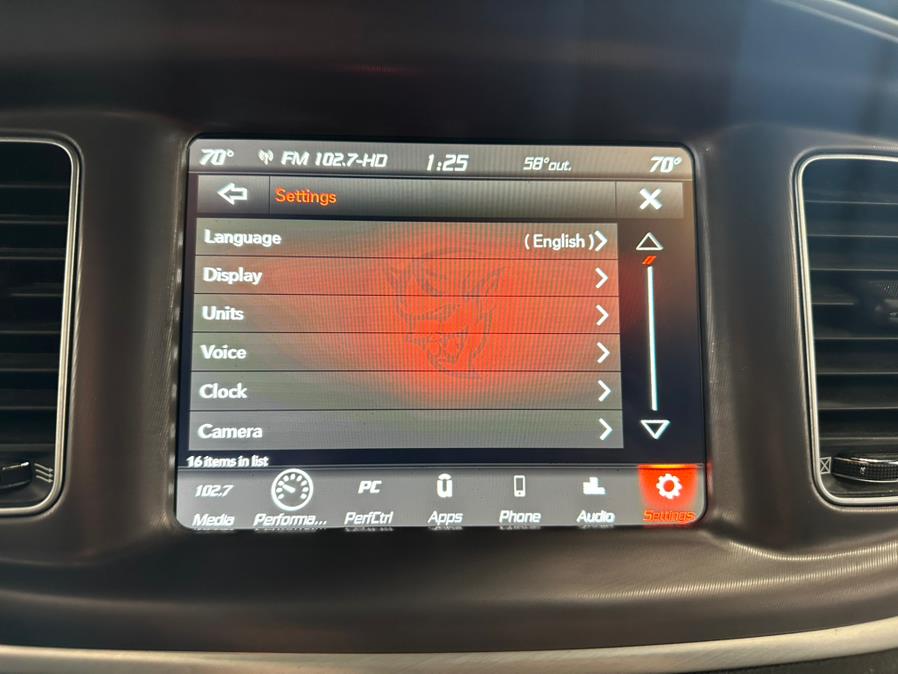 70° FM 102.7-HD 1:25 58°out. 70°
Settings
Language (English)
Display
Units
Voice
Clock
Camera
16 items in list
102.7 PC
Media Performa... PerfCtrl Apps Phone Audio Settings